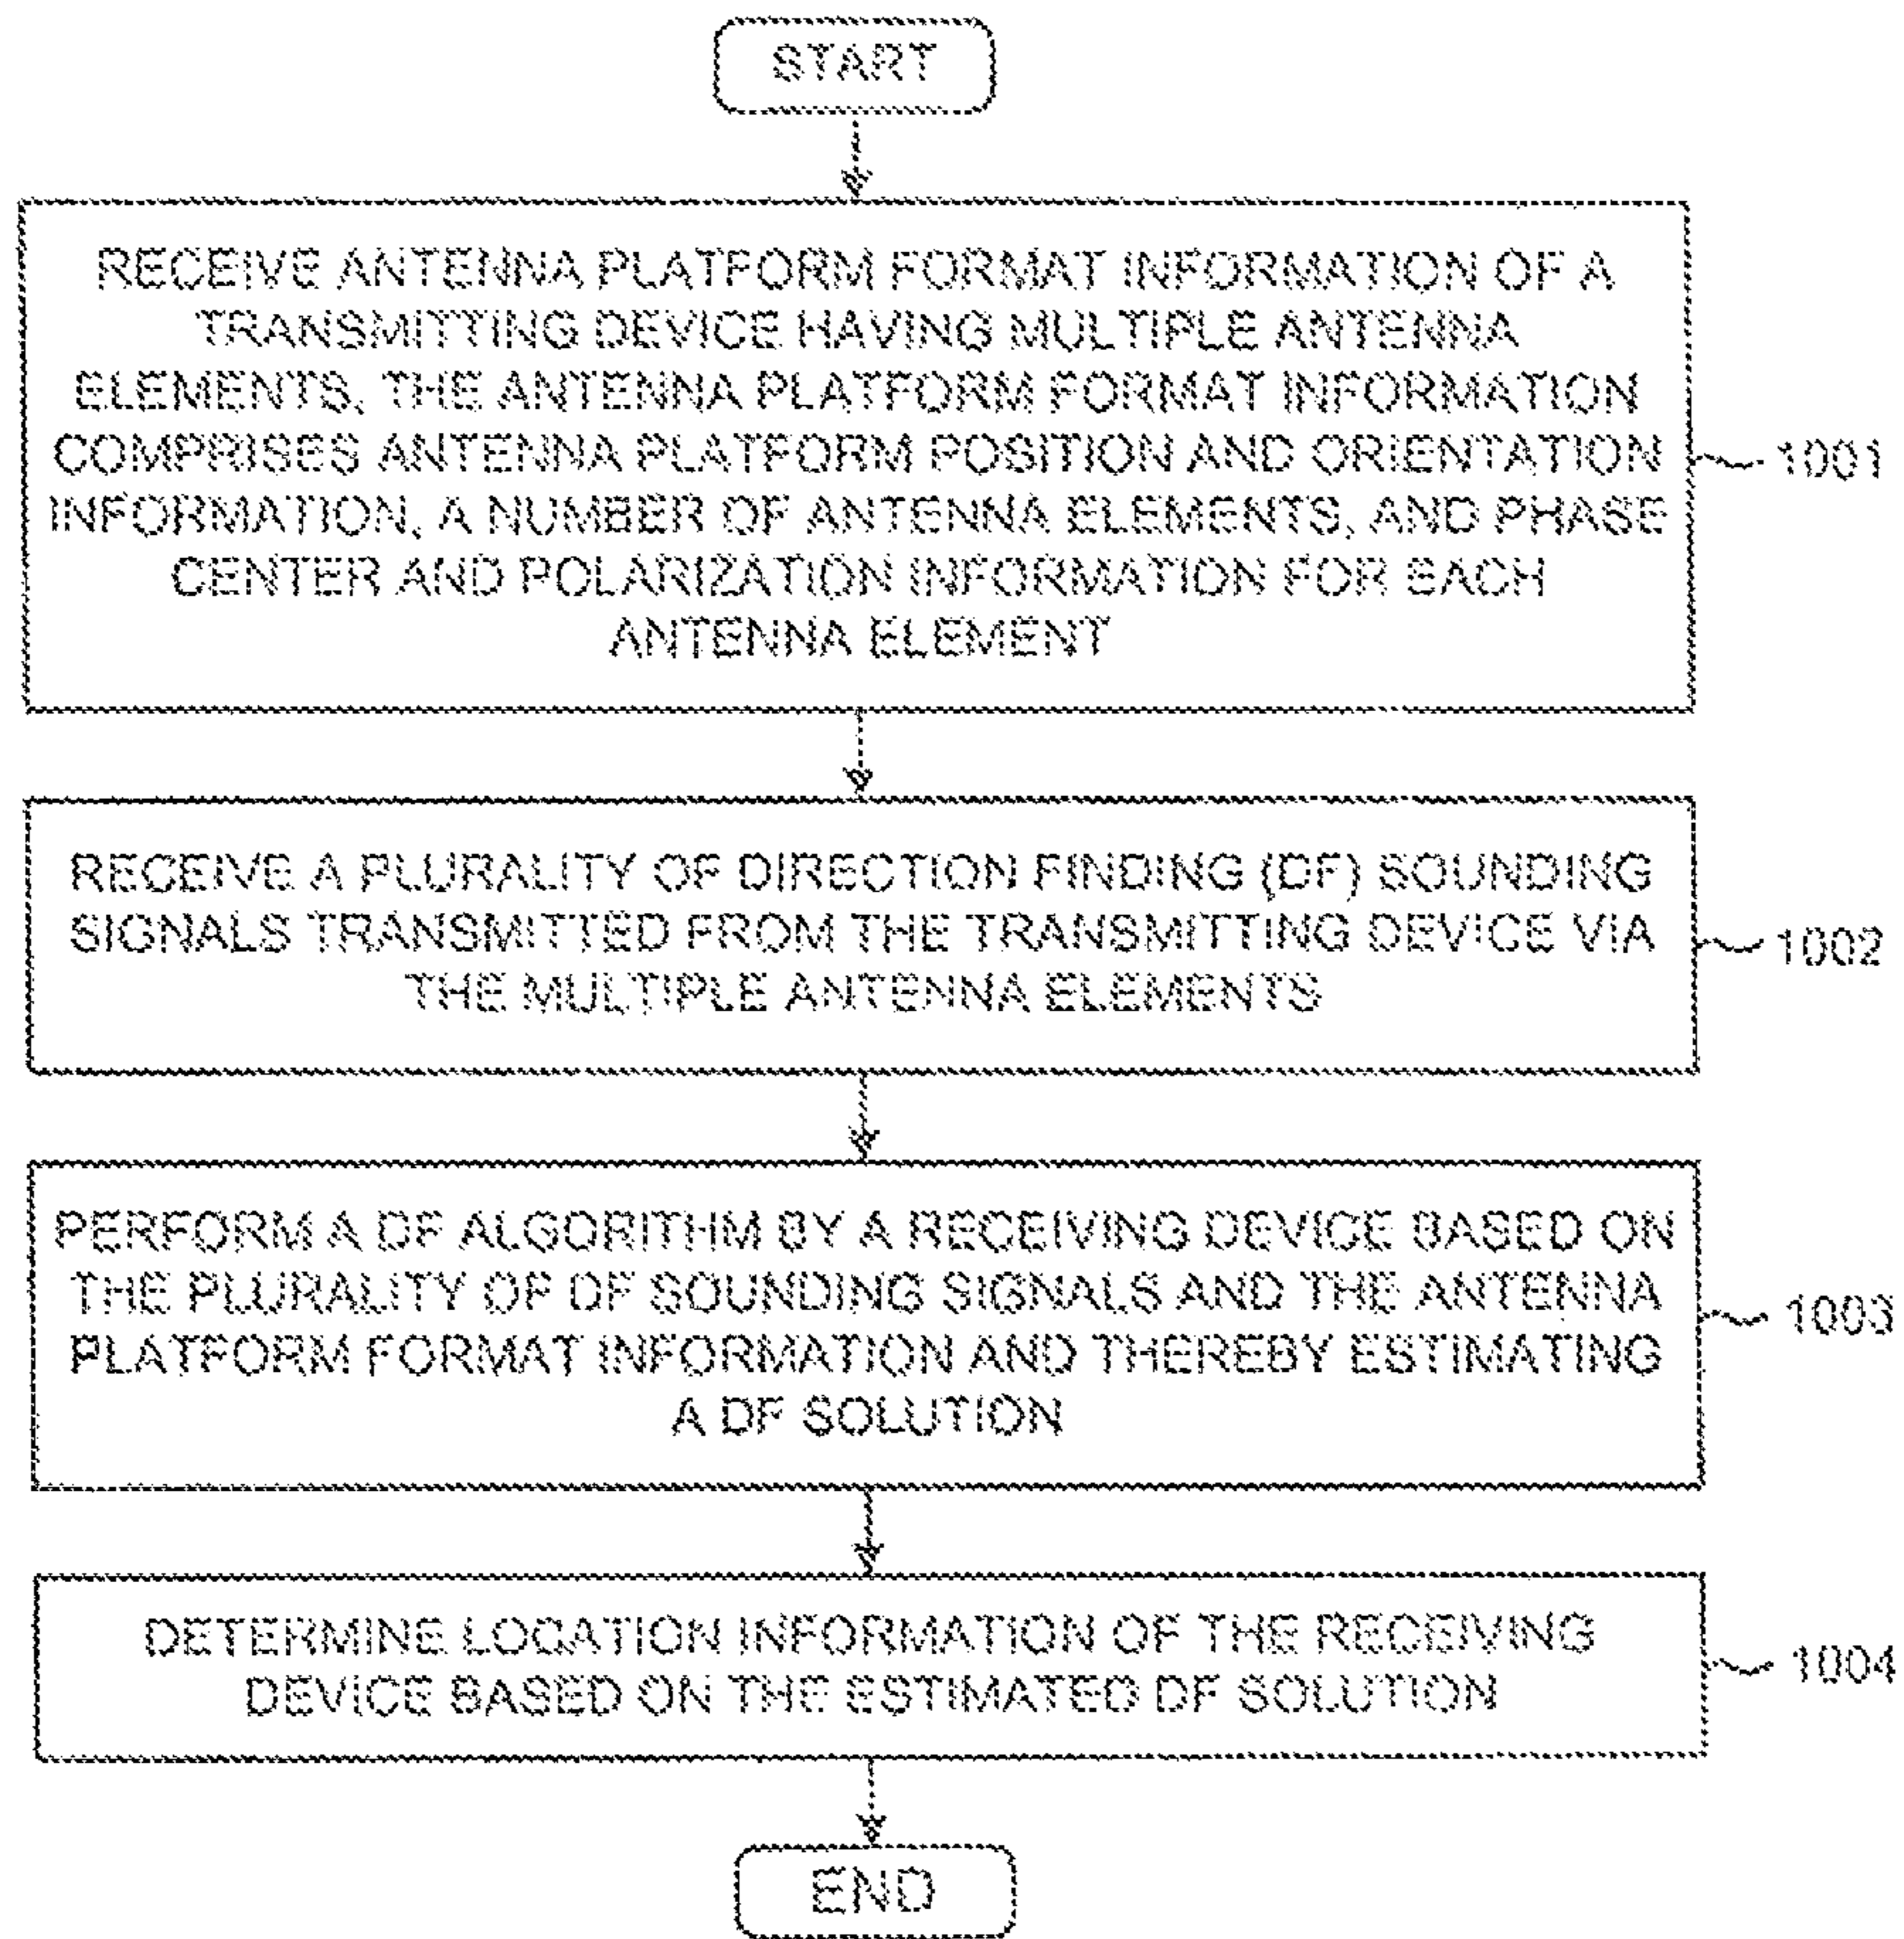 START
RECEIVE ANTENNA PLATFORM FORMAT INFORMATION OF A
TRANSMITTING DEVICE HAVING MULTIPLE ANTENNA
ELEMENTS, THE ANTENNA PLATFORM FORMAT INFORMATION
COMPRISES ANTENNA PLATFORM POSITION AND ORIENTATION
INFORMATION, A NUMBER OF ANTENNA ELEMENTS, AND PHASE
CENTER AND POLARIZATION INFORMATION FOR EACH
ANTENNA ELEMENT
1001
RECEIVE A PLURALITY OF DIRECTION FINDING (DF) SOUNDING
SIGNALS TRANSMITTED FROM THE TRANSMITTING DEVICE VIA
THE MULTIPLE ANTENNA ELEMENTS
1002
PERFORM A DF ALGORITHM BY A RECEIVING DEVICE BASED ON
THE PLURALITY OF DF SOUNDING SIGNALS AND THE ANTENNA
PLATFORM FORMAT INFORMATION AND THEREBY ESTIMATING
A DF SOLUTION
1003
DETERMINE LOCATION INFORMATION OF THE RECEIVING
DEVICE BASED ON THE ESTIMATED DF SOLUTION
1004
END